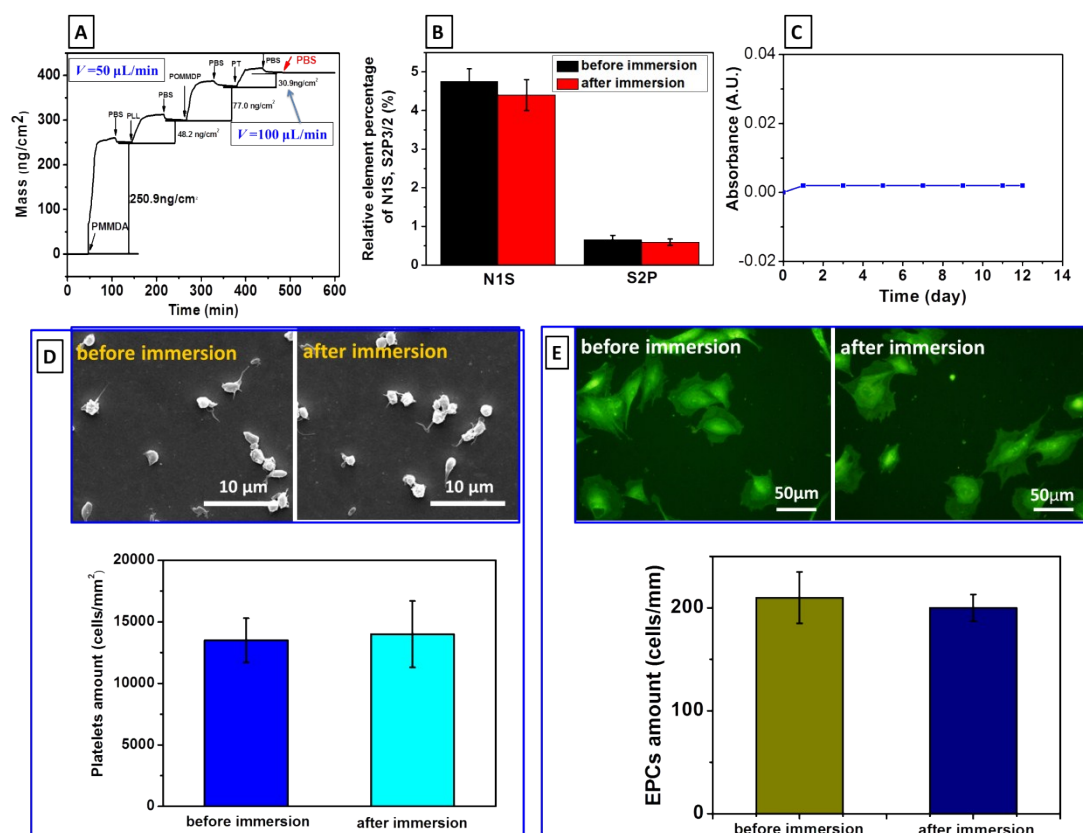 A
V=50 µL/min
PBS
PLL
PBS
POMMDP
PBS
PT
PBS
PBS
30.9ng/cm²
77.0 ng/cm²
48.2 ng/cm²
V=100 µL/min
250.9ng/cm²
PMMDA
Mass (ng/cm²)
400
300
200
100
0
0 100 200 300 400 500 600
Time (min)
B
before immersion
after immersion
Relative element percentage
of N1S, S2P3/2 (%)
5
4
3
2
1
0
N1S S2P
C
Absorbance (A.U.)
0.04
0.02
0.00
-0.02
0 2 4 6 8 10 12 14
Time (day)
D
before immersion
10 µm
after immersion
10 µm
Platelets amount (cells/mm²)
20000
15000
10000
5000
0
before immersion after immersion
E
before immersion
50µm
after immersion
50µm
EPCs amount (cells/mm)
200
100
0
before immersion after immersion